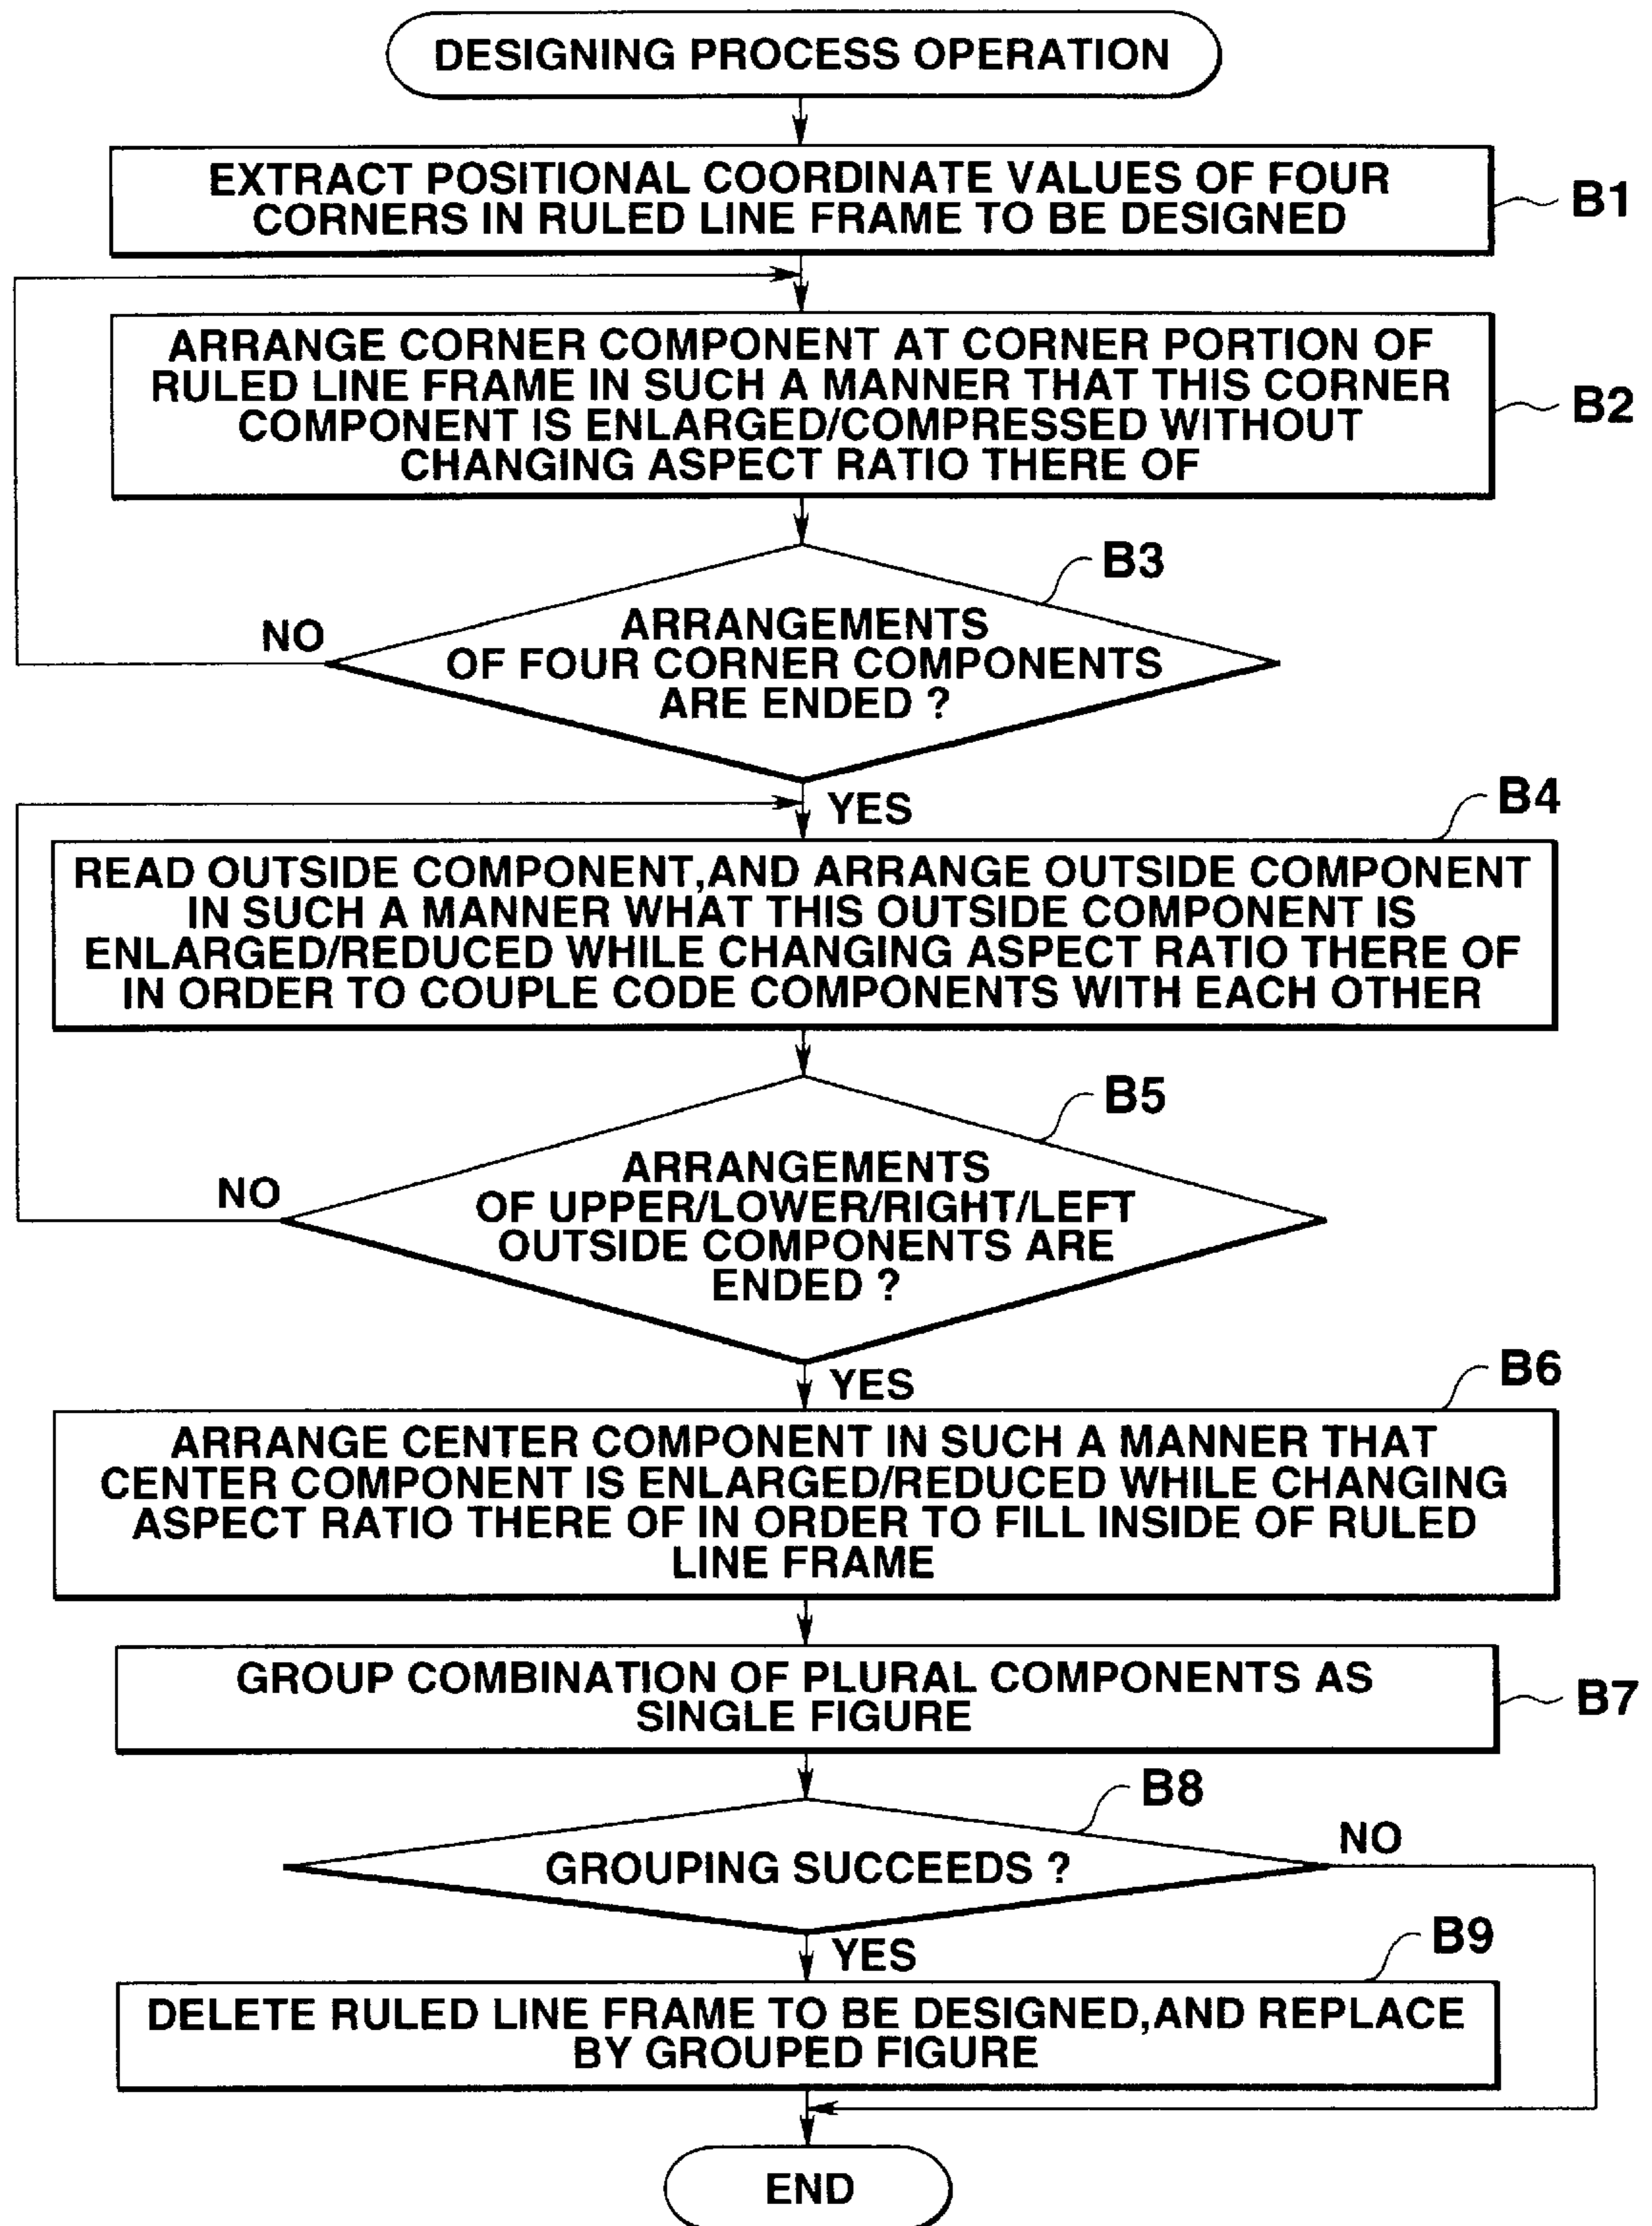 DESIGNING PROCESS OPERATION
EXTRACT POSITIONAL COORDINATE VALUES OF FOUR
CORNERS IN RULED LINE FRAME TO BE DESIGNED
B1
ARRANGE CORNER COMPONENT AT CORNER PORTION OF
RULED LINE FRAME IN SUCH A MANNER THAT THIS CORNER
COMPONENT IS ENLARGED/COMPRESSED WITHOUT
CHANGING ASPECT RATIO THERE OF
B2
B3
ARRANGEMENTS
OF FOUR CORNER COMPONENTS
ARE ENDED ?
NO
YES
B4
READ OUTSIDE COMPONENT,AND ARRANGE OUTSIDE COMPONENT
IN SUCH A MANNER WHAT THIS OUTSIDE COMPONENT IS
ENLARGED/REDUCED WHILE CHANGING ASPECT RATIO THERE OF
IN ORDER TO COUPLE CODE COMPONENTS WITH EACH OTHER
B5
ARRANGEMENTS
OF UPPER/LOWER/RIGHT/LEFT
OUTSIDE COMPONENTS ARE
ENDED ?
NO
YES
B6
ARRANGE CENTER COMPONENT IN SUCH A MANNER THAT
CENTER COMPONENT IS ENLARGED/REDUCED WHILE CHANGING
ASPECT RATIO THERE OF IN ORDER TO FILL INSIDE OF RULED
LINE FRAME
GROUP COMBINATION OF PLURAL COMPONENTS AS
SINGLE FIGURE
B7
B8
GROUPING SUCCEEDS ?
NO
YES
B9
DELETE RULED LINE FRAME TO BE DESIGNED,AND REPLACE
BY GROUPED FIGURE
END